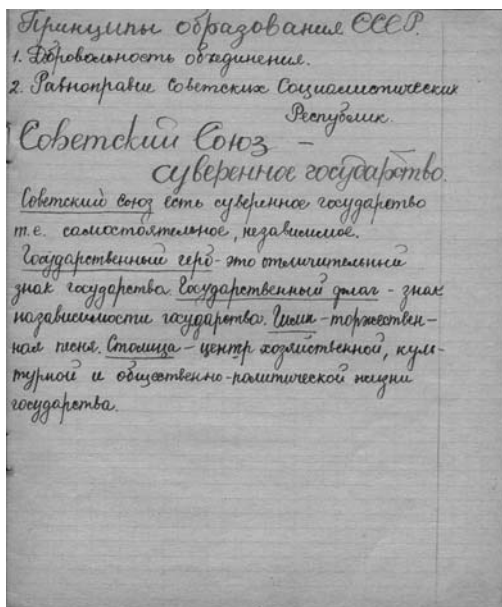 Принципы образования СССР.
1. Добровольность объединения.
2. Равноправие Советских Социалистических
Республик.
Советский Союз –
суверенное государство.
Советский Союз есть суверенное государство
т.е. самостоятельное, независимое.
Государственный герб - это отличительный
знак государства. Государственный флаг - знак
назависимости государства. Гимн - торжествен-
ная песня. Столица – центр хозяйственной, куль-
турной и общественно-политической жизни
государства.